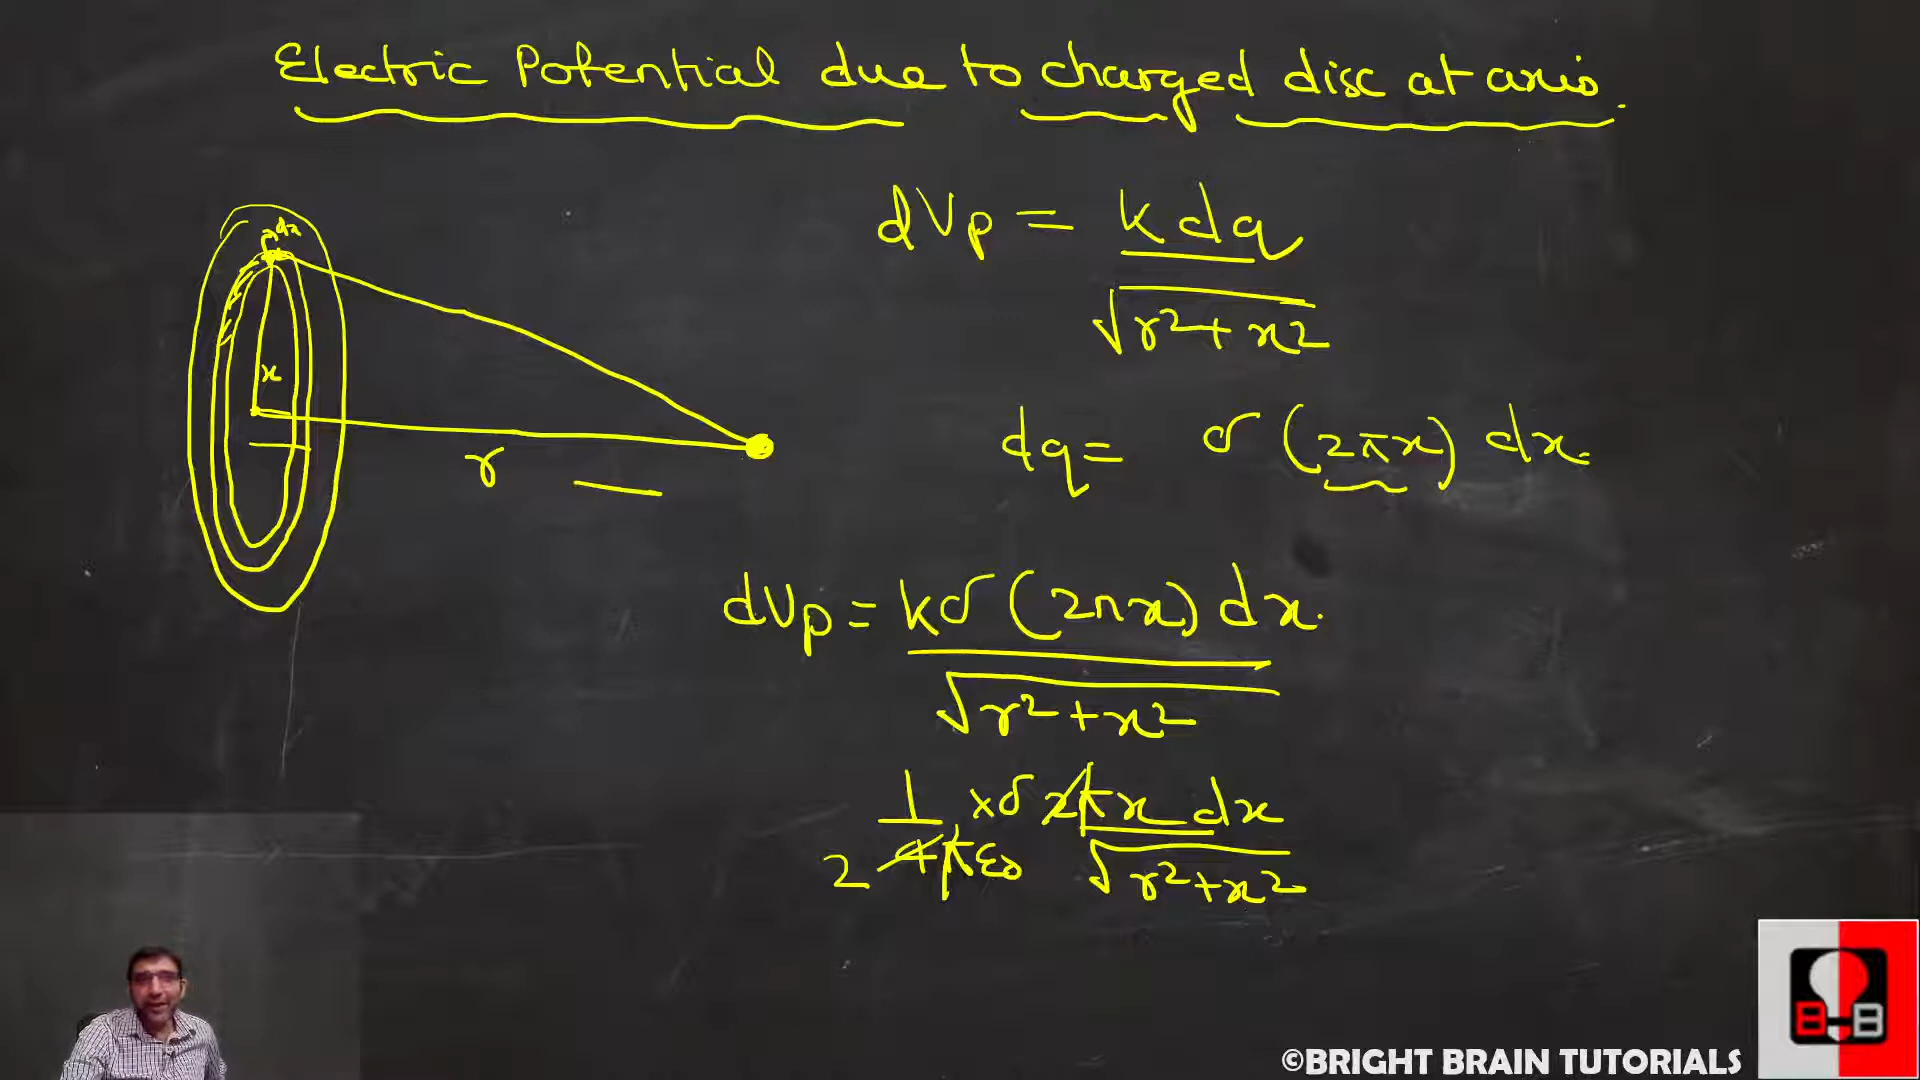 Electric Potential due to charged disc at axis.
dVp = kdq
√r²+x²
dx
x
r
dq = σ (2πx) dx.
dVp = kσ (2πx) dx.
√r²+x²
1 xσ 2πx dx
2 4πε0 √r²+x²
B B
©BRIGHT BRAIN TUTORIALS